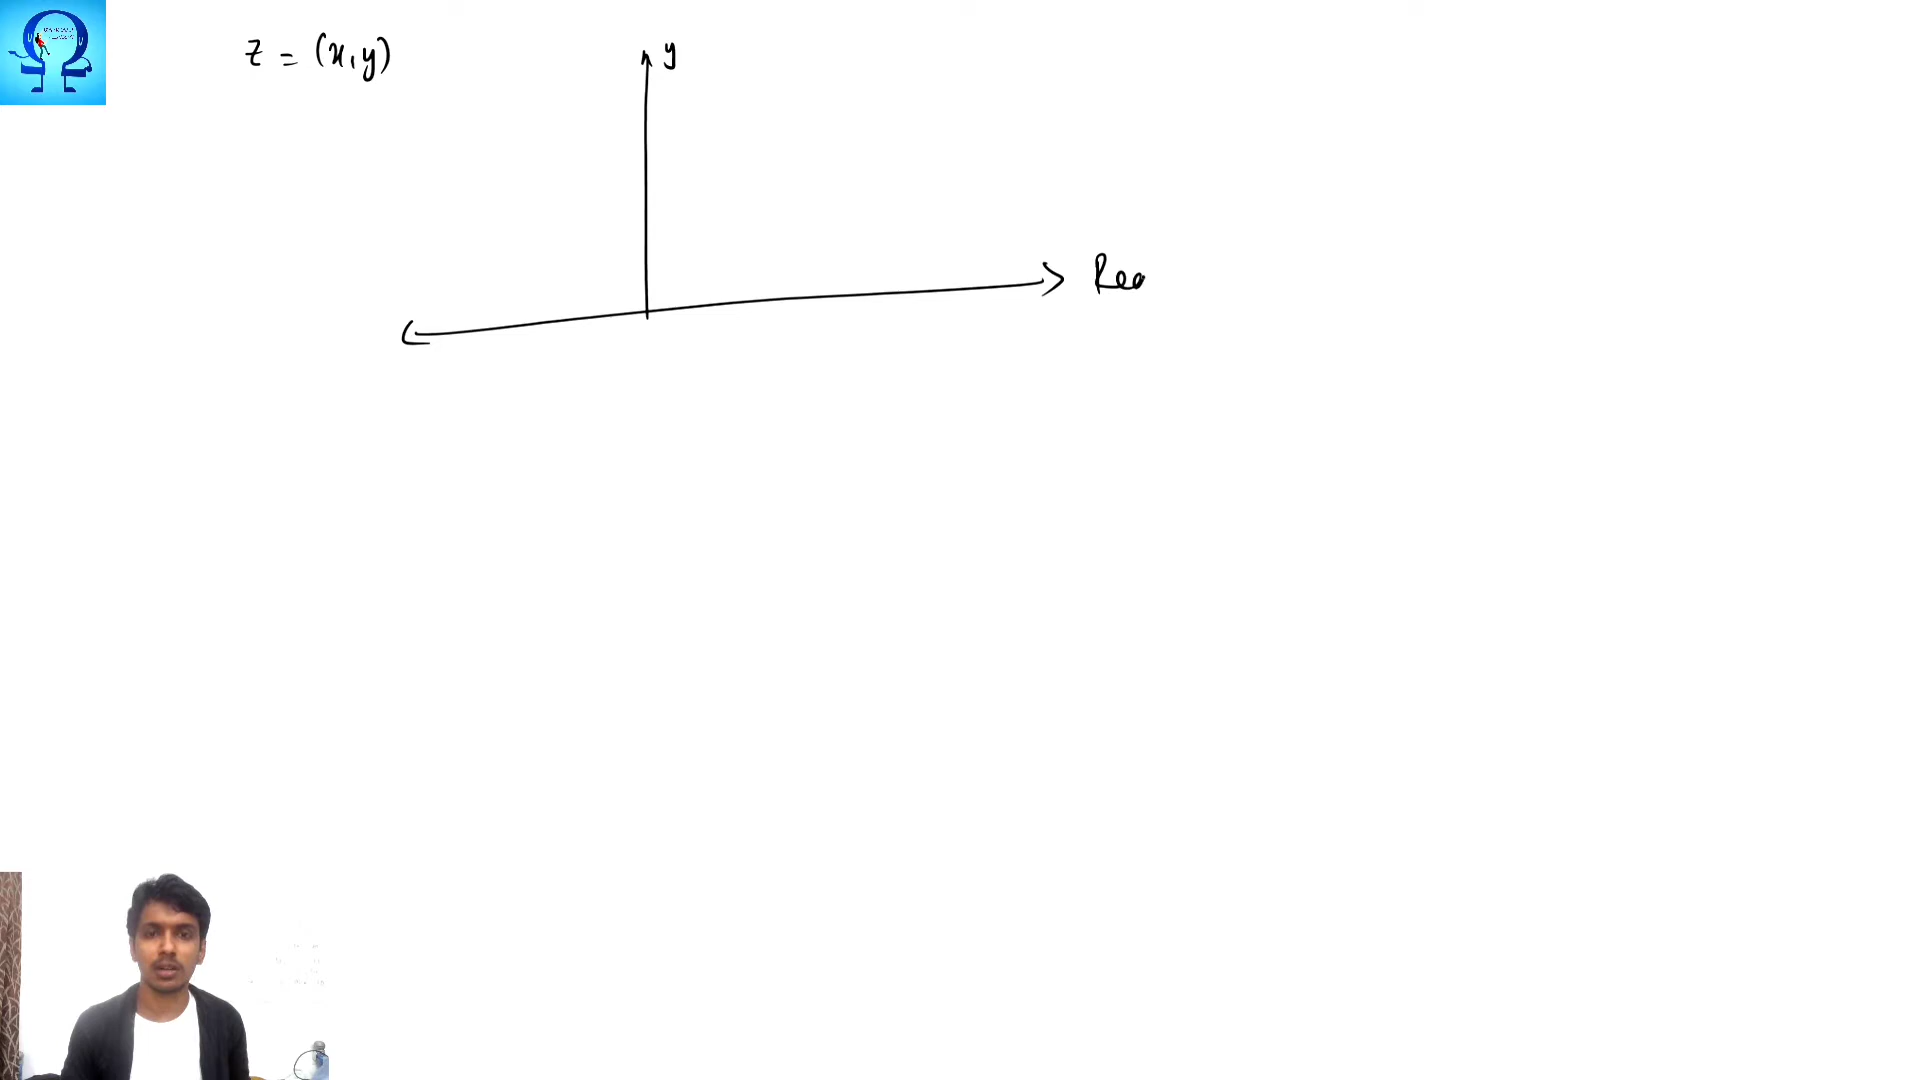 z = (x,y)
y
Rea